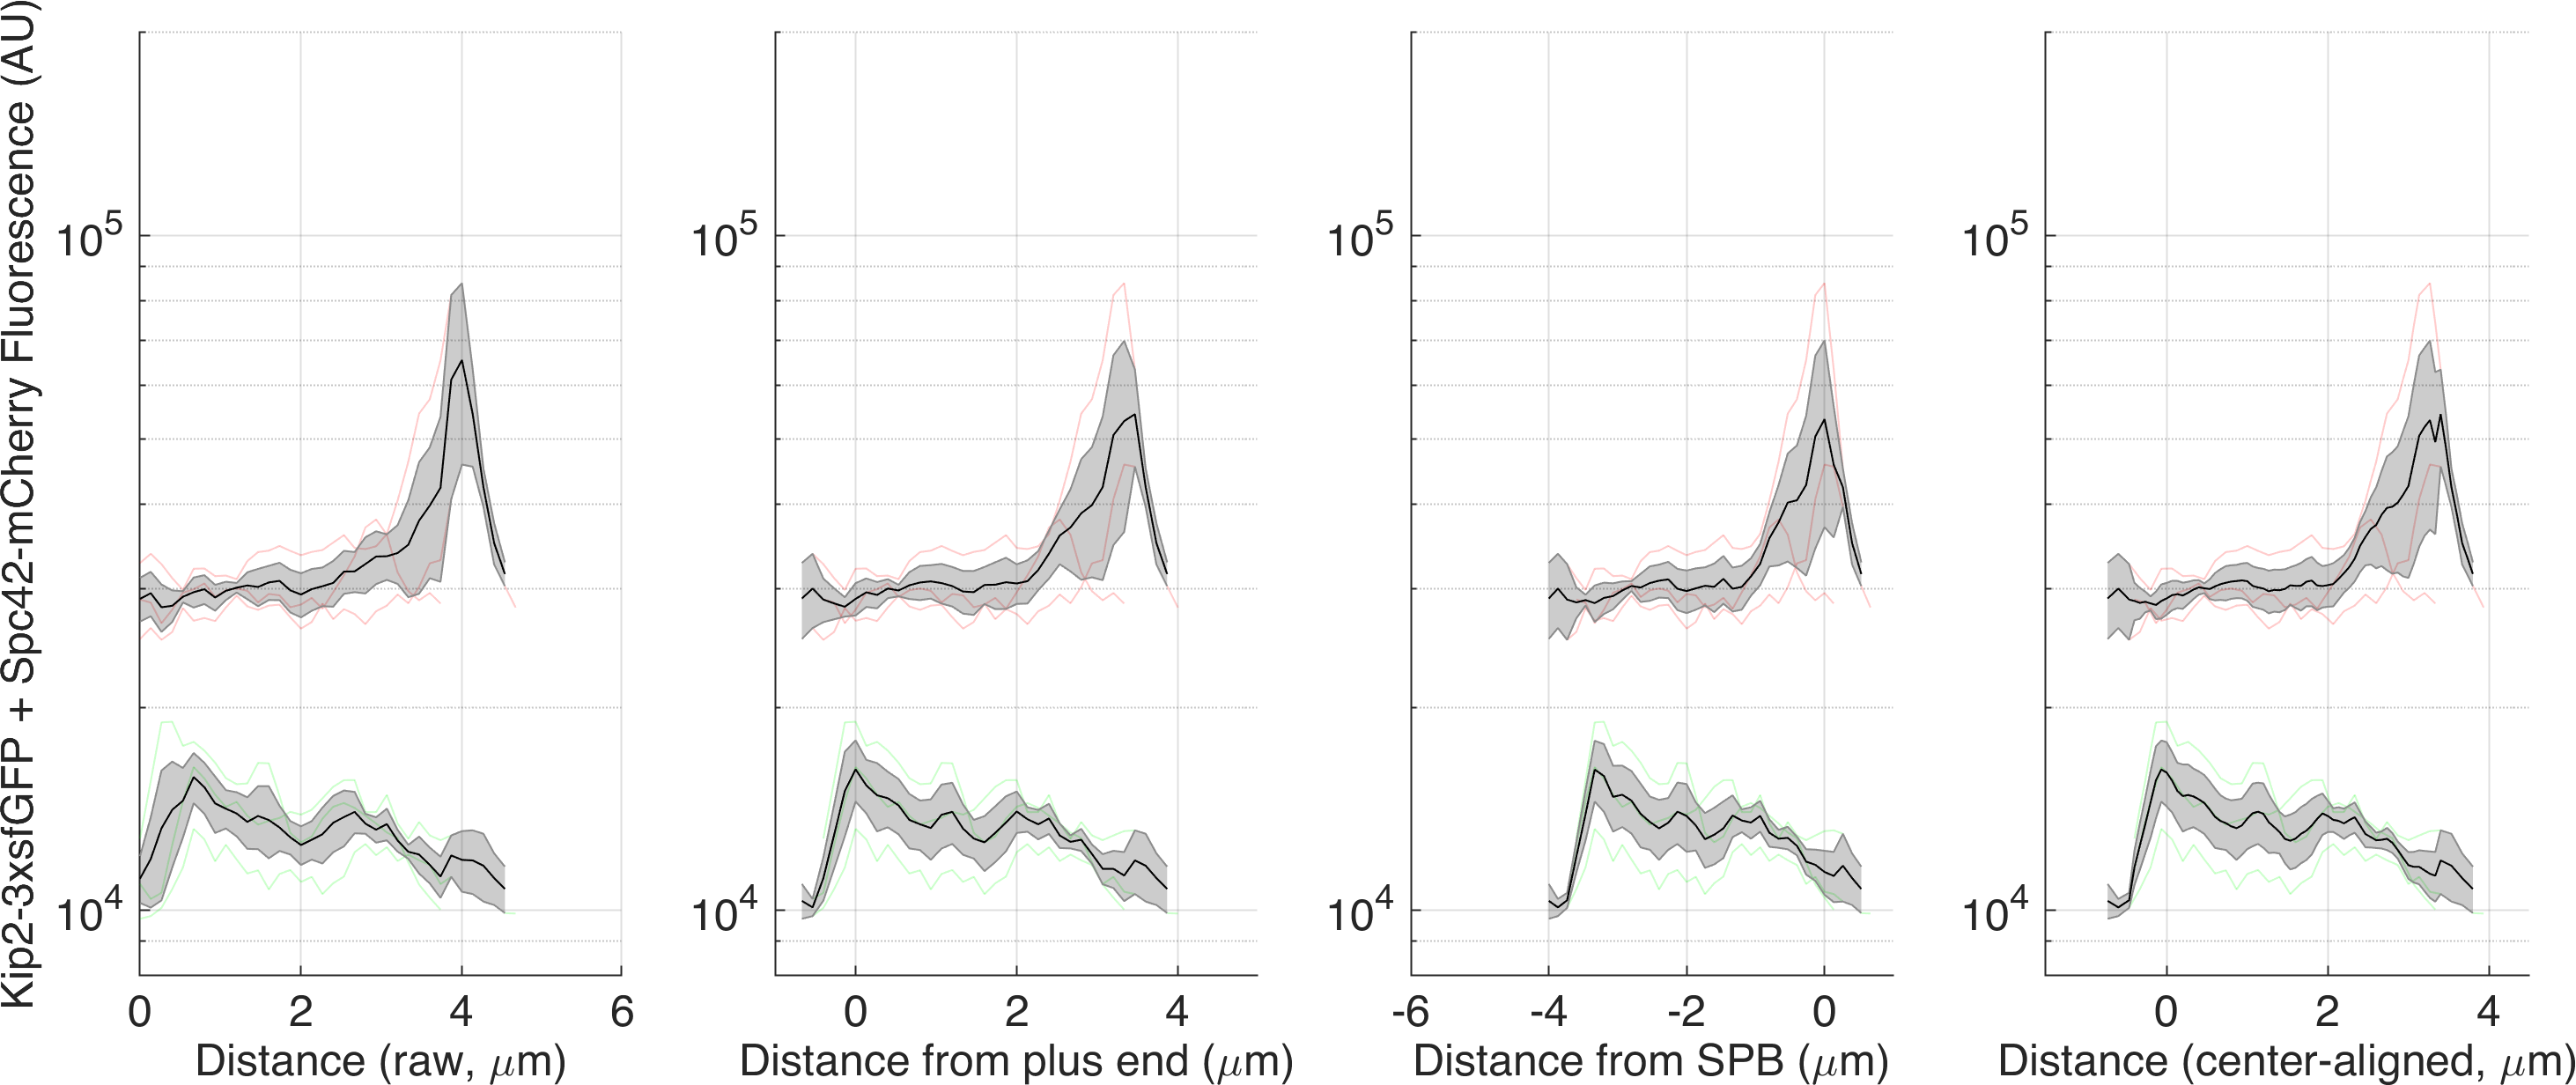 Kip2-3xsfGFP + Spc42-mCherry Fluorescence (AU)
10^5
10^4
0 2 4 6
Distance (raw, μm)
10^5
10^4
0 2 4
Distance from plus end (μm)
10^5
10^4
-6 -4 -2 0
Distance from SPB (μm)
10^5
10^4
0 2 4
Distance (center-aligned, μm)